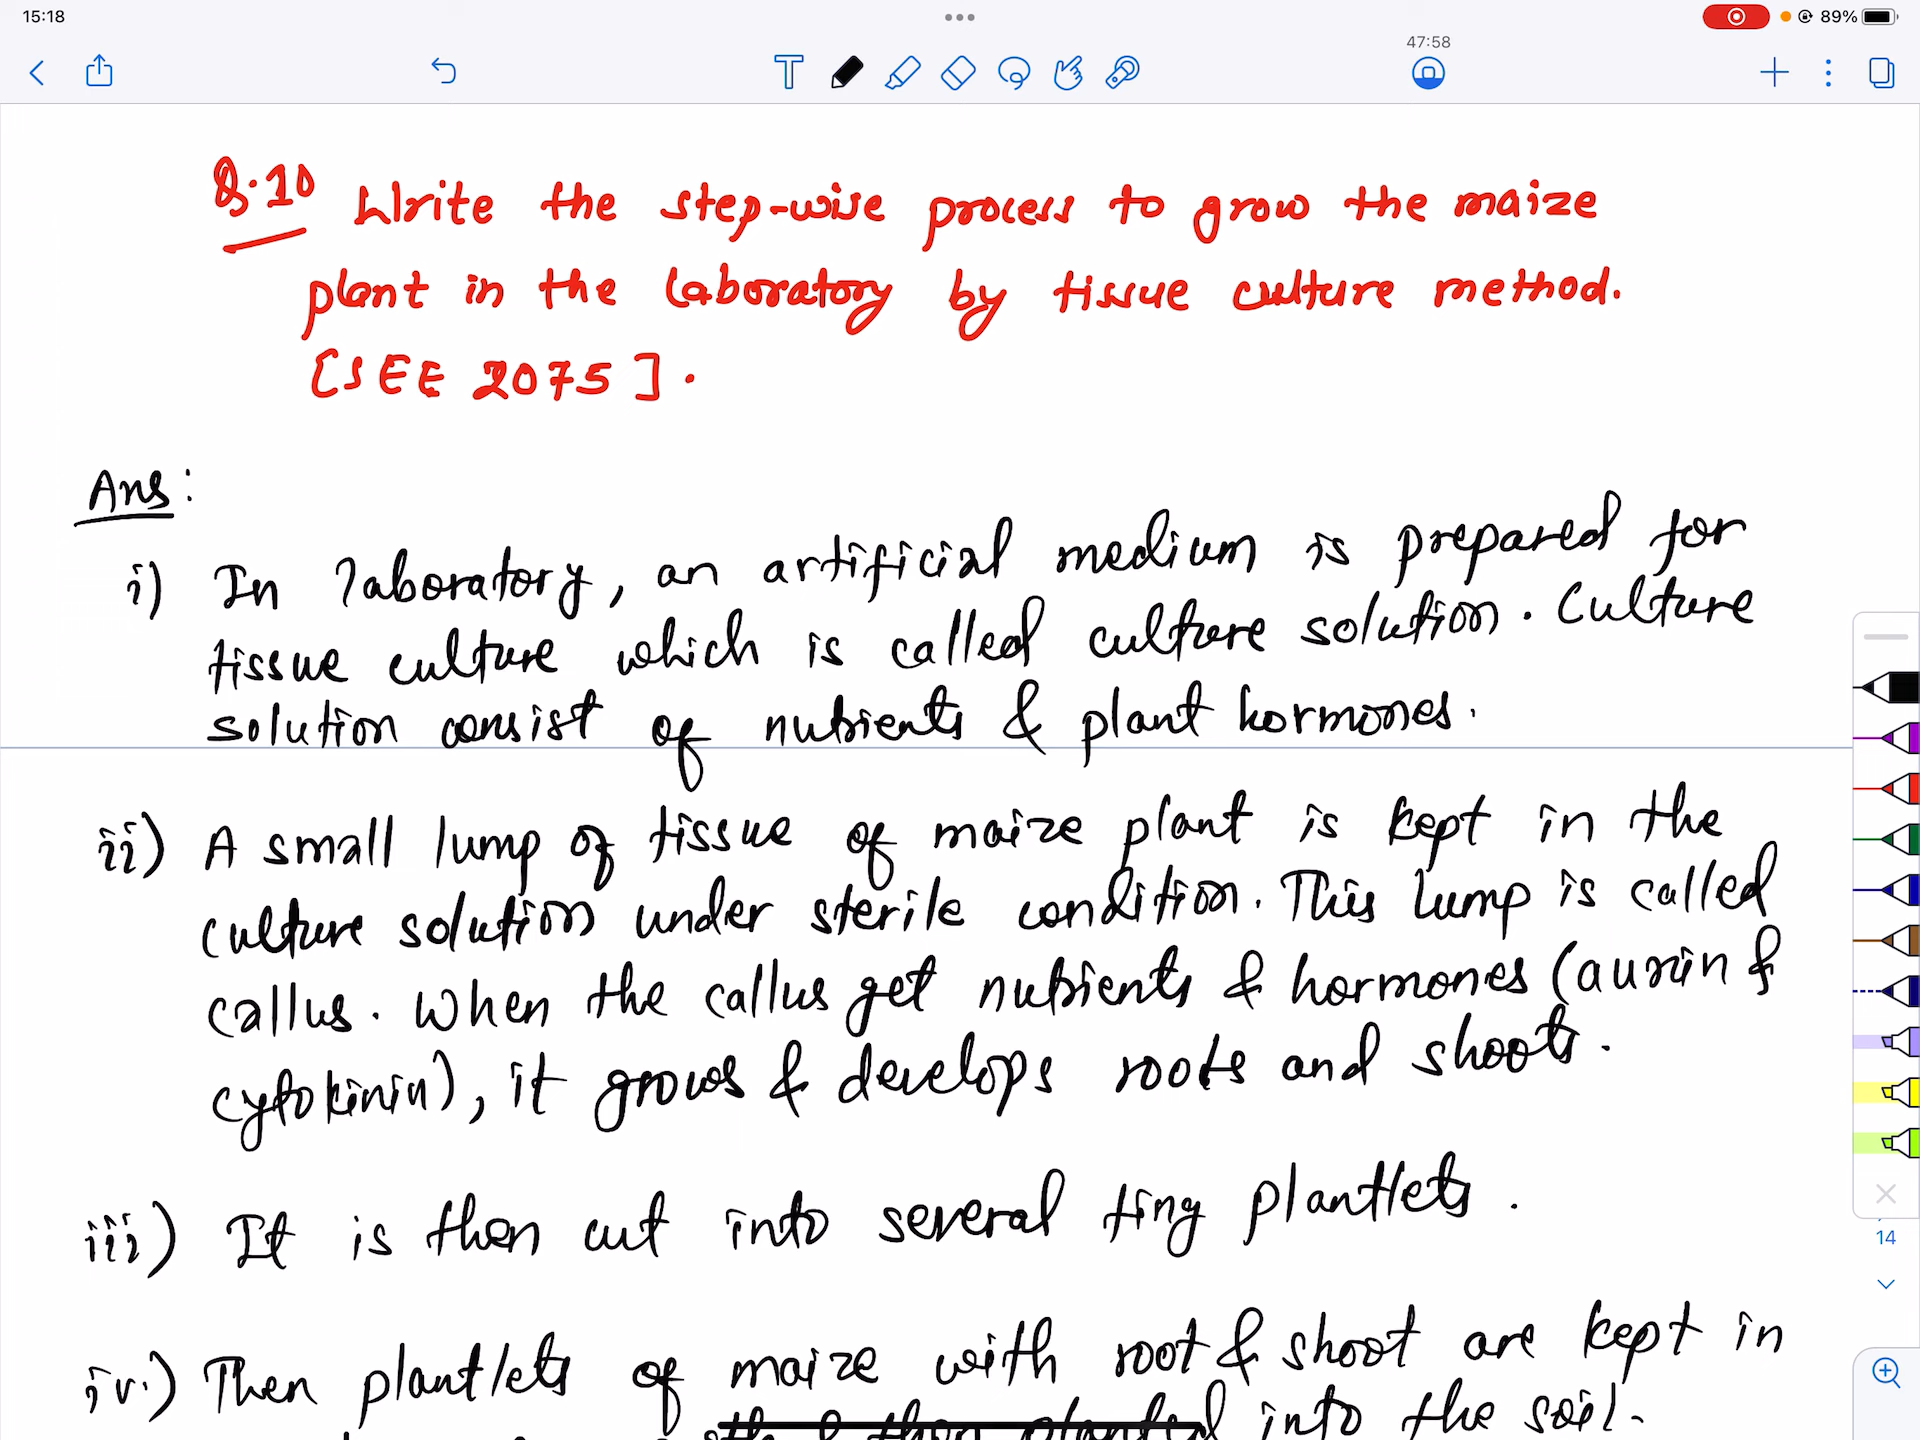 15:18
89%
47:58
Q.10 Write the step-wise process to grow the maize
plant in the laboratory by tissue culture method.
[SEE 2075].
Ans:
i) In laboratory, an artificial medium is prepared for
tissue culture which is called culture solution. Culture
solution consist of nutrients & plant hormones.
ii) A small lump of tissue of maize plant is kept in the
culture solution under sterile condition. This lump is called
callus. When the callus get nutrients & hormones (auxin &
cytokinin), it grows & develops roots and shoots.
iii) It is then cut into several tiny plantlets.
14
iv.) Then plantlets of maize with root & shoot are kept in
& then planted into the soil.